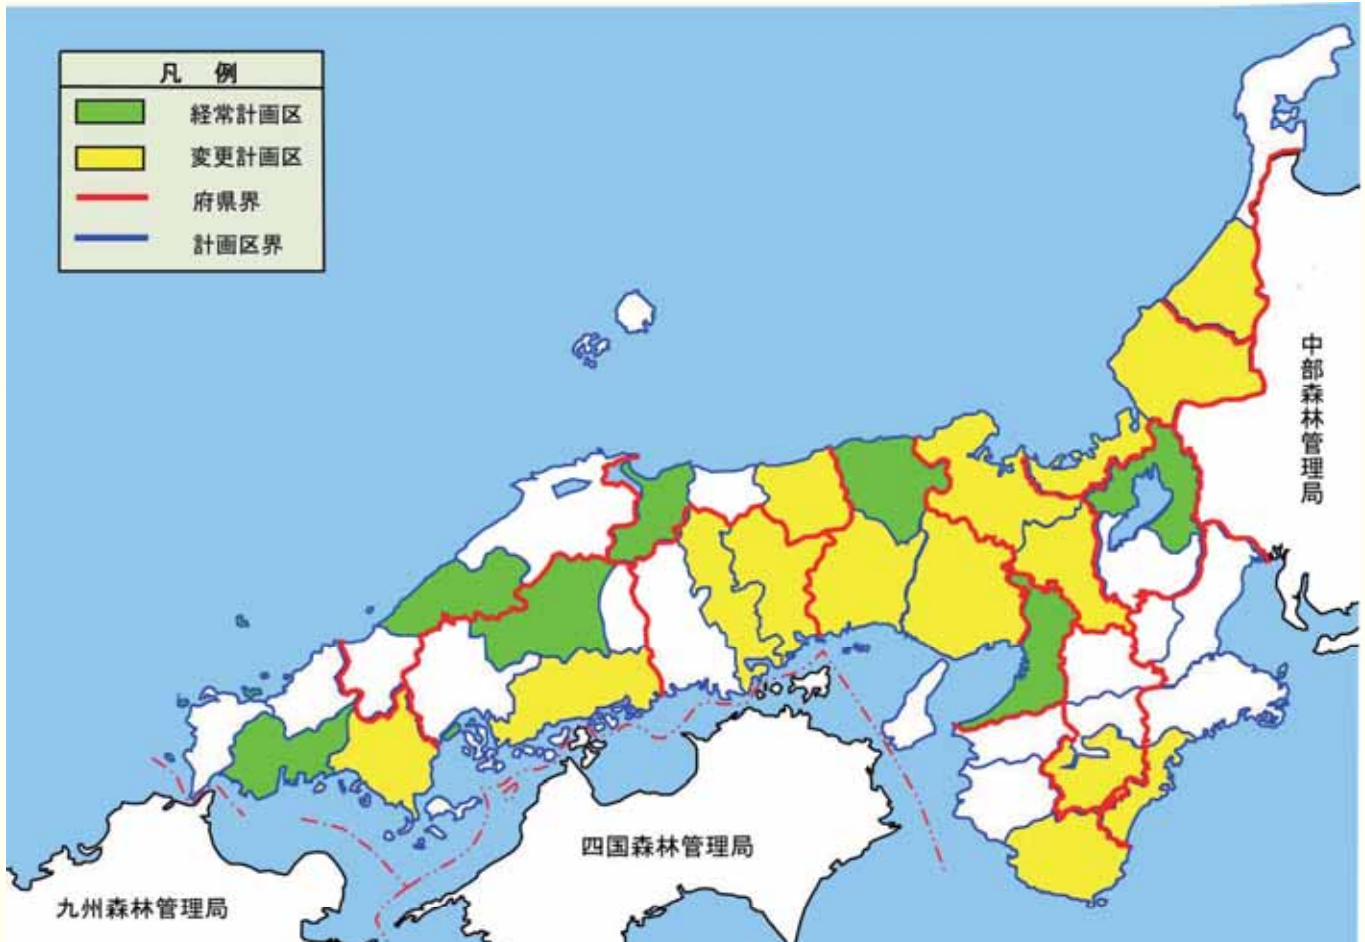 凡 例
経常計画区
変更計画区
府県界
計画区界
中部森林管理局
四国森林管理局
九州森林管理局